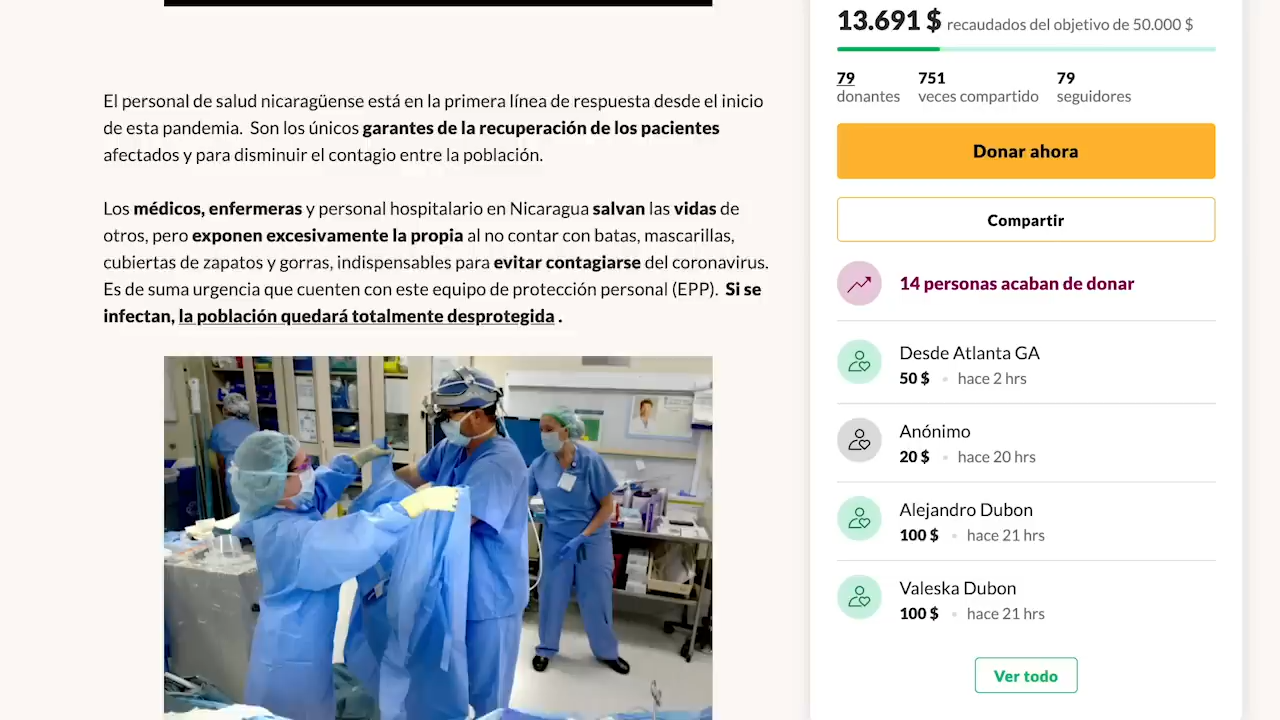 El personal de salud nicaragüense está en la primera línea de respuesta desde el inicio
de esta pandemia. Son los únicos garantes de la recuperación de los pacientes
afectados y para disminuir el contagio entre la población.
Los médicos, enfermeras y personal hospitalario en Nicaragua salvan las vidas de
otros, pero exponen excesivamente la propia al no contar con batas, mascarillas,
cubiertas de zapatos y gorras, indispensables para evitar contagiarse del coronavirus.
Es de suma urgencia que cuenten con este equipo de protección personal (EPP). Si se
infectan, la población quedará totalmente desprotegida .
13.691 $ recaudados del objetivo de 50.000 $
79 751 79
donantes veces compartido seguidores
Donar ahora
Compartir
14 personas acaban de donar
Desde Atlanta GA
50 $ • hace 2 hrs
Anónimo
20 $ • hace 20 hrs
Alejandro Dubon
100 $ • hace 21 hrs
Valeska Dubon
100 $ • hace 21 hrs
Ver todo